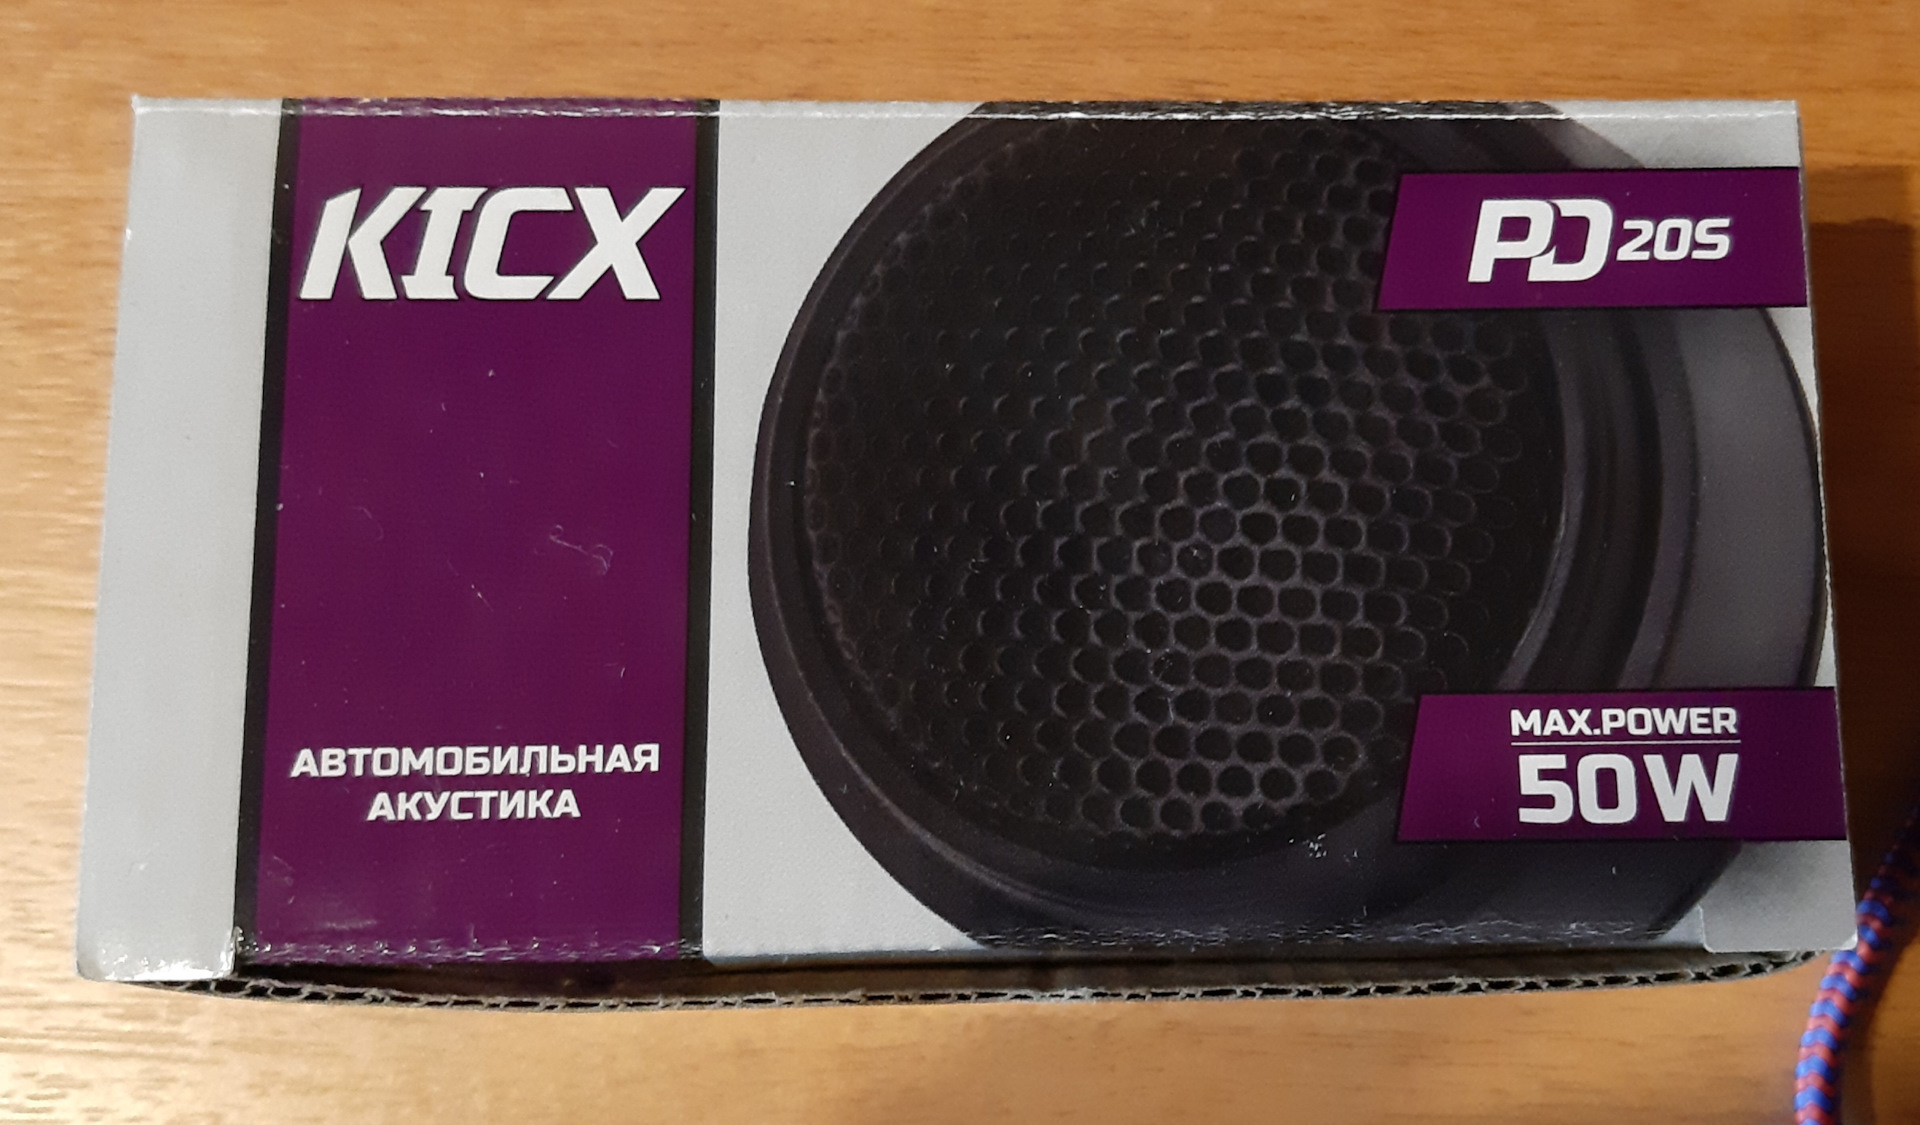 KICX
АВТОМОБИЛЬНАЯ
АКУСТИКА
PD 20S
MAX.POWER
50W